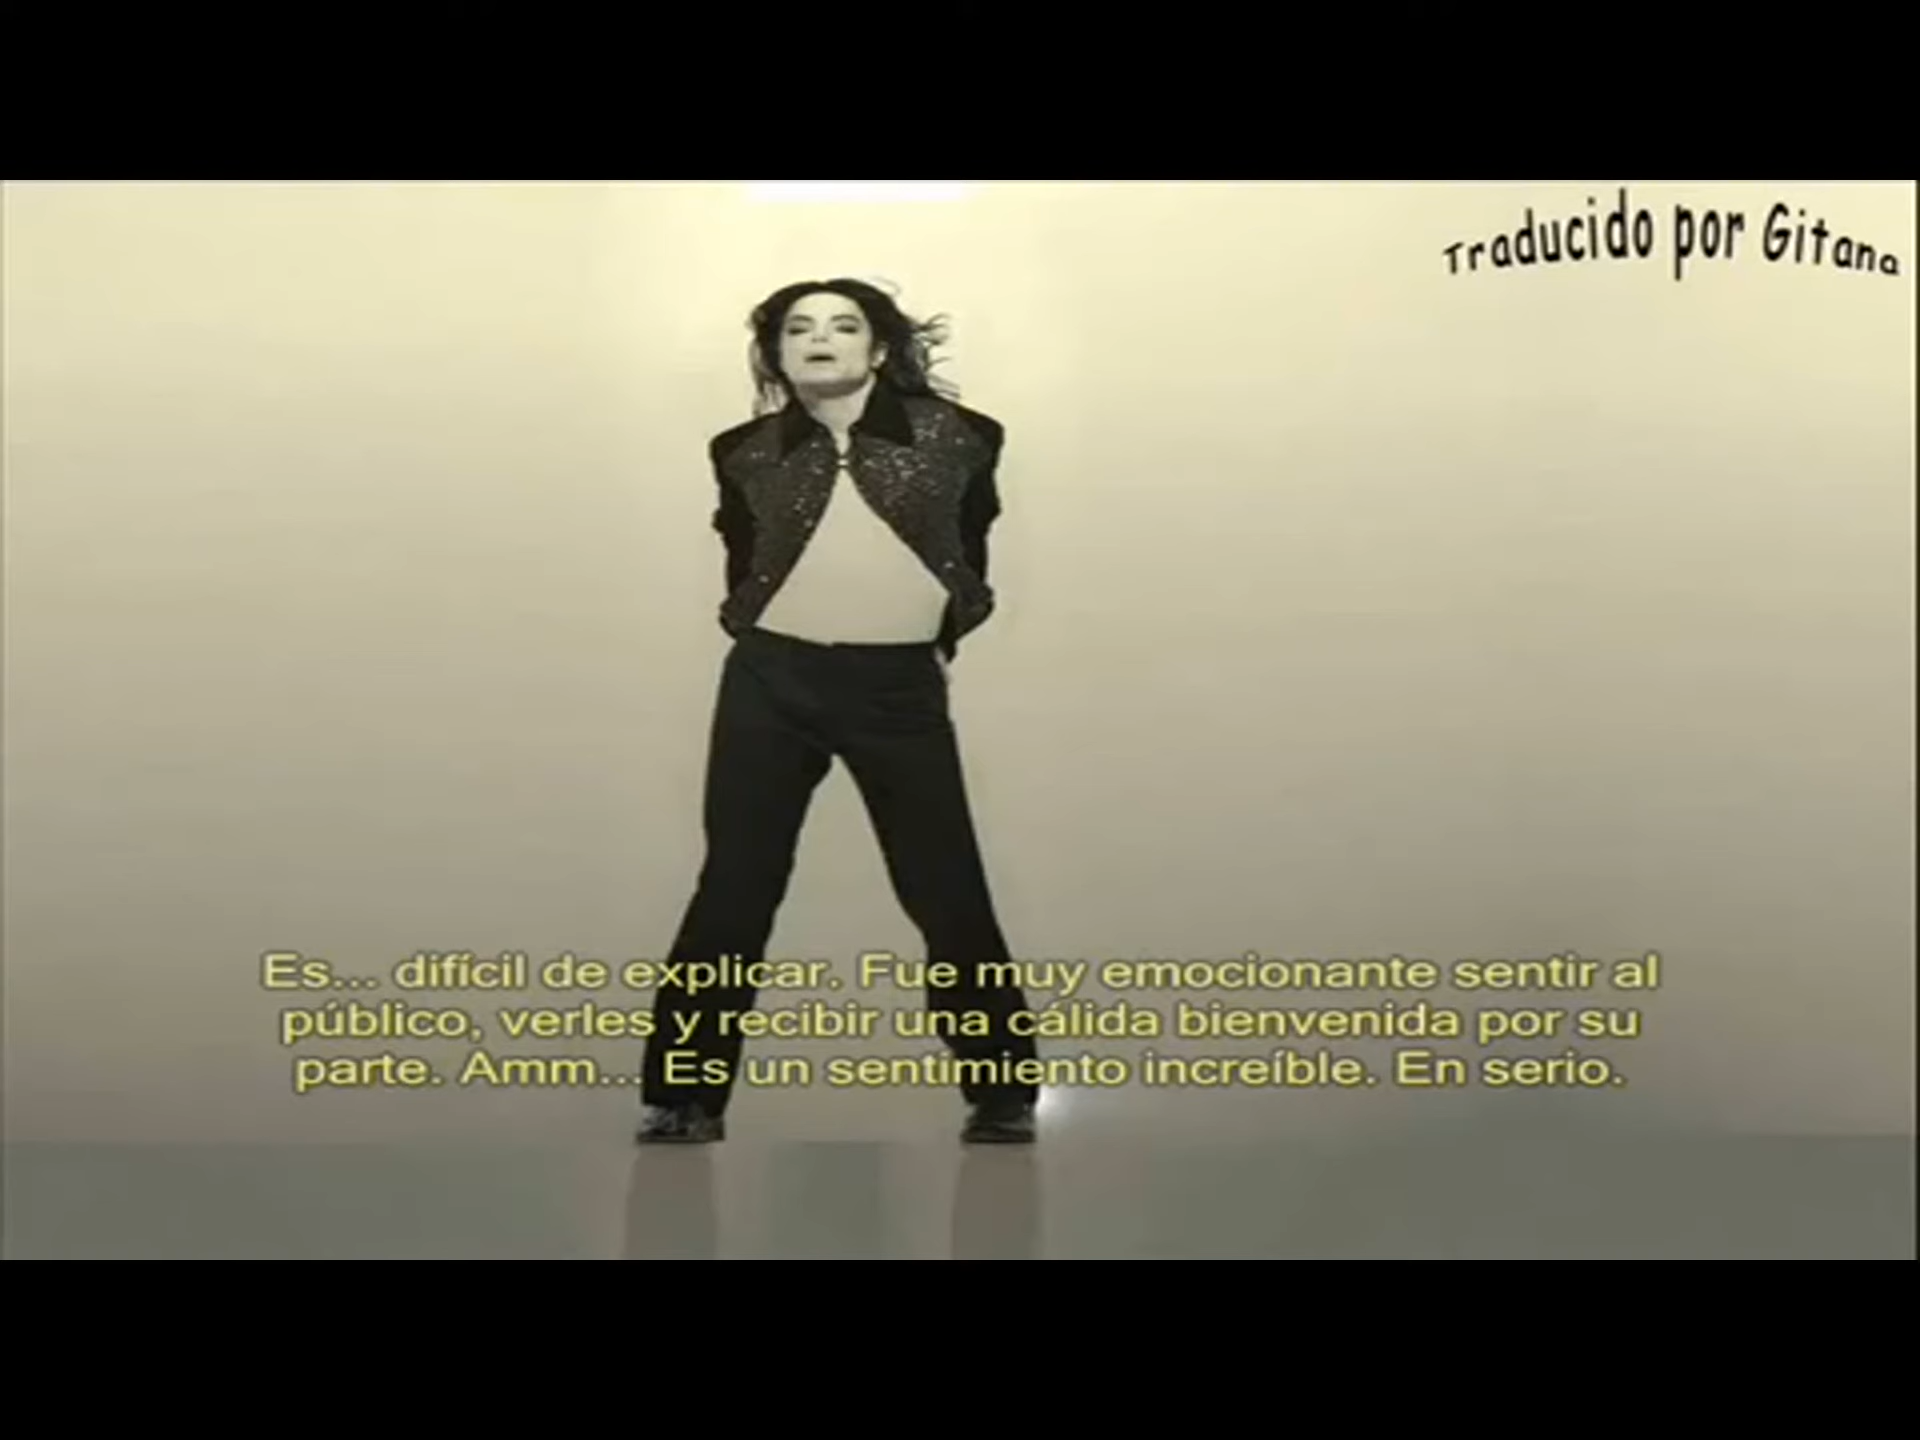 Traducido por Gitana
Es... difícil de explicar. Fue muy emocionante sentir al
público, verles y recibir una cálida bienvenida por su
parte. Amm... Es un sentimiento increíble. En serio.